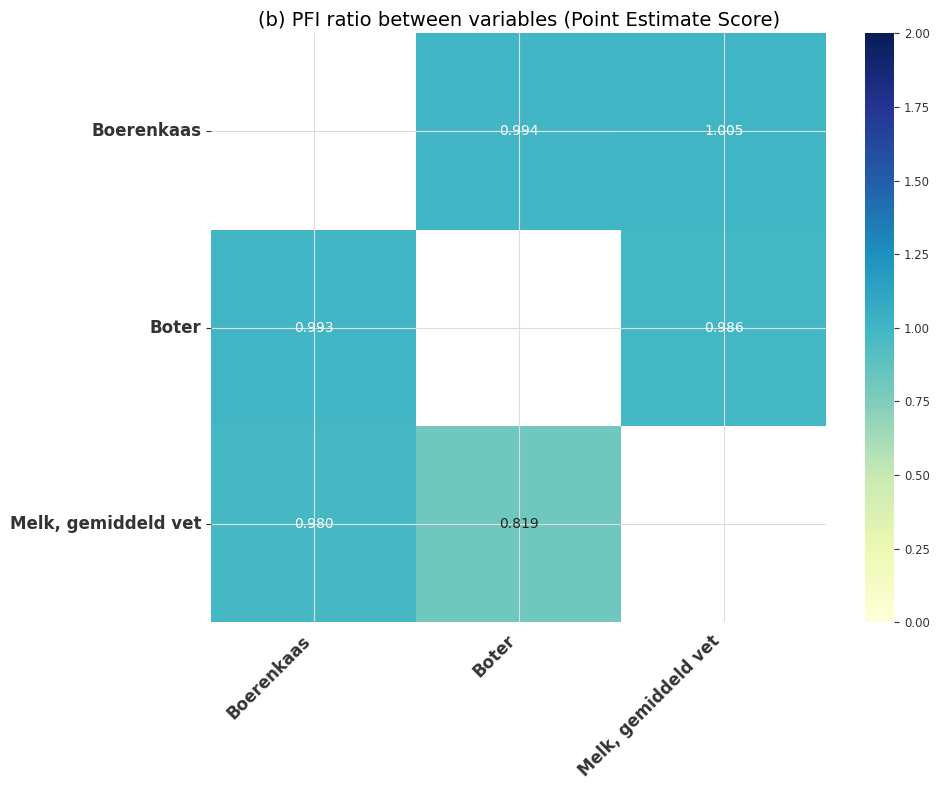 (b) PFI ratio between variables (Point Estimate Score)
Boerenkaas
0.994
1.005
Boter
0.993
0.986
Melk, gemiddeld vet
0.980
0.819
Boerenkaas
Boter
Melk, gemiddeld vet
2.00
1.75
1.50
1.25
1.00
0.75
0.50
0.25
0.00